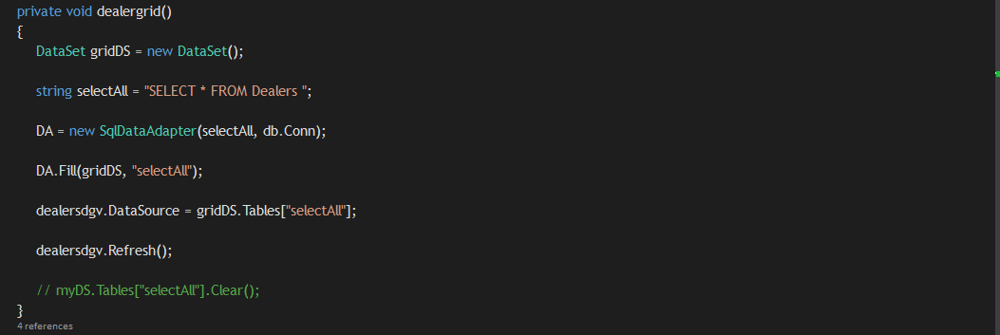 private void dealergrid()
{
DataSet gridDS = new DataSet();
string selectAll = "SELECT * FROM Dealers ";
DA = new SqlDataAdapter(selectAll, db.Conn);
DA.Fill(gridDS, "selectAll");
dealersdgv.DataSource = gridDS.Tables["selectAll"];
dealersdgv.Refresh();
// myDS.Tables["selectAll"].Clear();
}
4 references